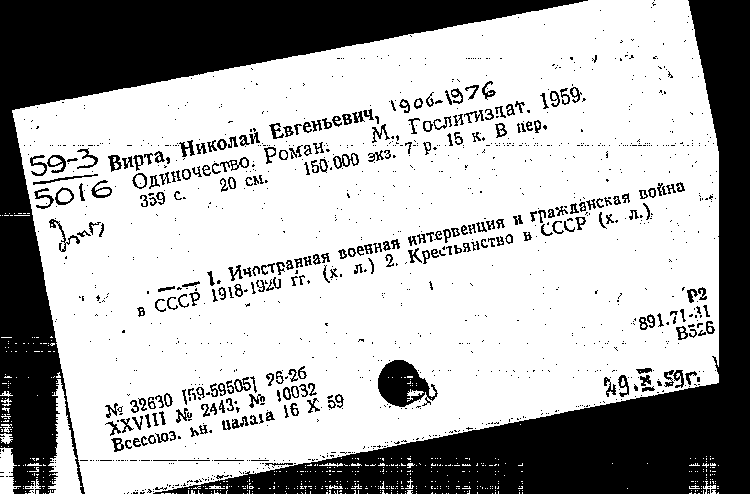 59-3
5016
Вирта, Николай Евгеньевич, 1906-1976
Одиночество. Роман. М., Гослитиздат. 1959.
359 с. 20 см. 150.000 экз. 7 р. 15 к. В пер.
1. Иностранная военная интервенция и гражданская война
в СССР 1918-1920 гг. (х. л.) 2. Крестьянство в СССР (х. л.)
Р2
891.71-31
В526
№ 32630 [59-59505] 25-26
XXVIII № 2443; № 10032
Всесоюз. кн. палата 16 X 59
29.X.59г.